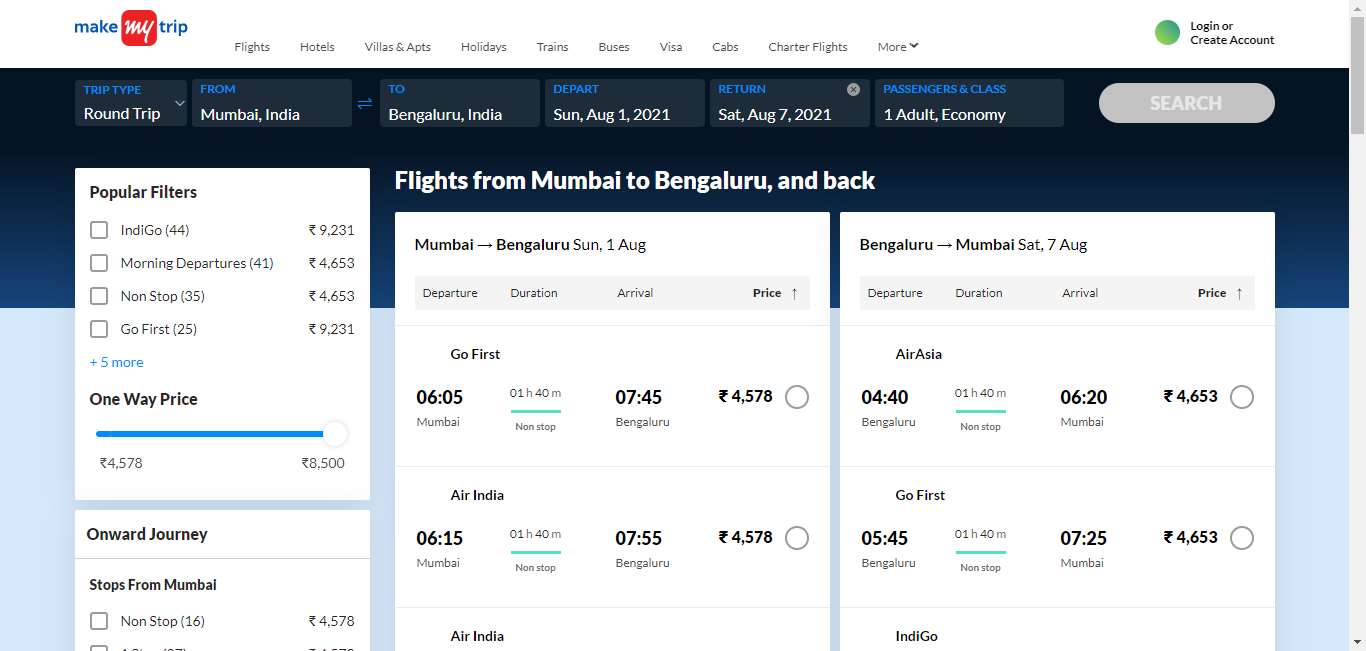 make my trip
Flights Hotels Villas & Apts Holidays Trains Buses Visa Cabs Charter Flights More
Login or
Create Account
TRIP TYPE
Round Trip
FROM
Mumbai, India
TO
Bengaluru, India
DEPART
Sun, Aug 1, 2021
RETURN
Sat, Aug 7, 2021
PASSENGERS & CLASS
1 Adult, Economy
SEARCH
Popular Filters
IndiGo (44) ₹ 9,231
Morning Departures (41) ₹ 4,653
Non Stop (35) ₹ 4,653
Go First (25) ₹ 9,231
+ 5 more
One Way Price
₹4,578 ₹8,500
Onward Journey
Stops From Mumbai
Non Stop (16) ₹ 4,578
Flights from Mumbai to Bengaluru, and back
Mumbai → Bengaluru Sun, 1 Aug
Departure Duration Arrival Price ↑
Go First
06:05 01 h 40 m 07:45 ₹ 4,578
Mumbai Non stop Bengaluru
Air India
06:15 01 h 40 m 07:55 ₹ 4,578
Mumbai Non stop Bengaluru
Air India
Bengaluru → Mumbai Sat, 7 Aug
Departure Duration Arrival Price ↑
AirAsia
04:40 01 h 40 m 06:20 ₹ 4,653
Bengaluru Non stop Mumbai
Go First
05:45 01 h 40 m 07:25 ₹ 4,653
Bengaluru Non stop Mumbai
IndiGo